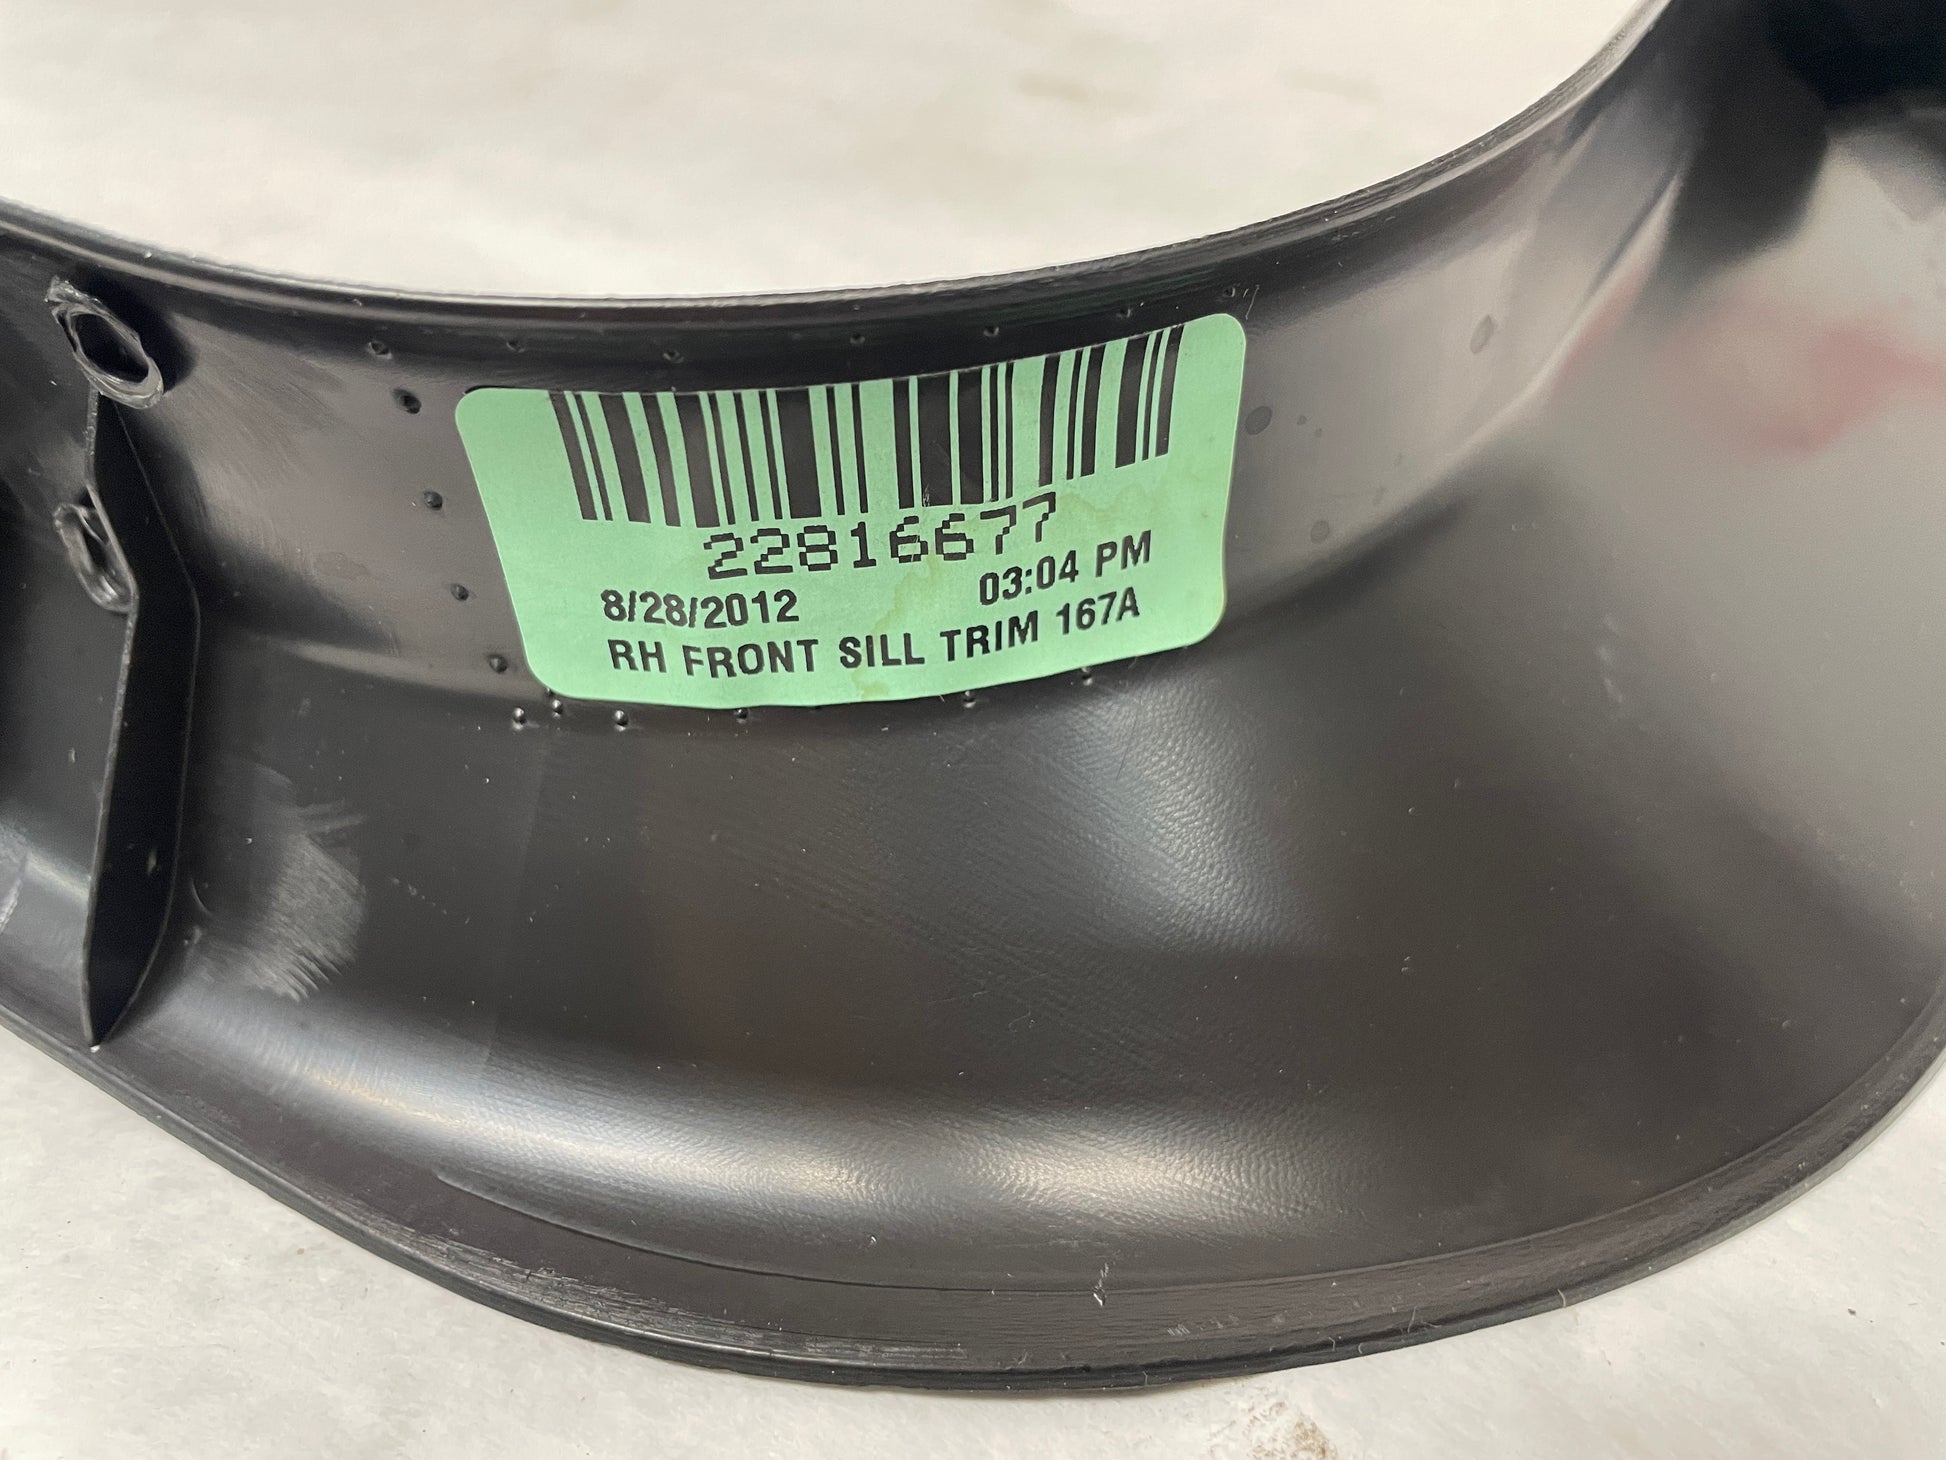 22816677
8/28/2012 03:04 PM
RH FRONT SILL TRIM 167A